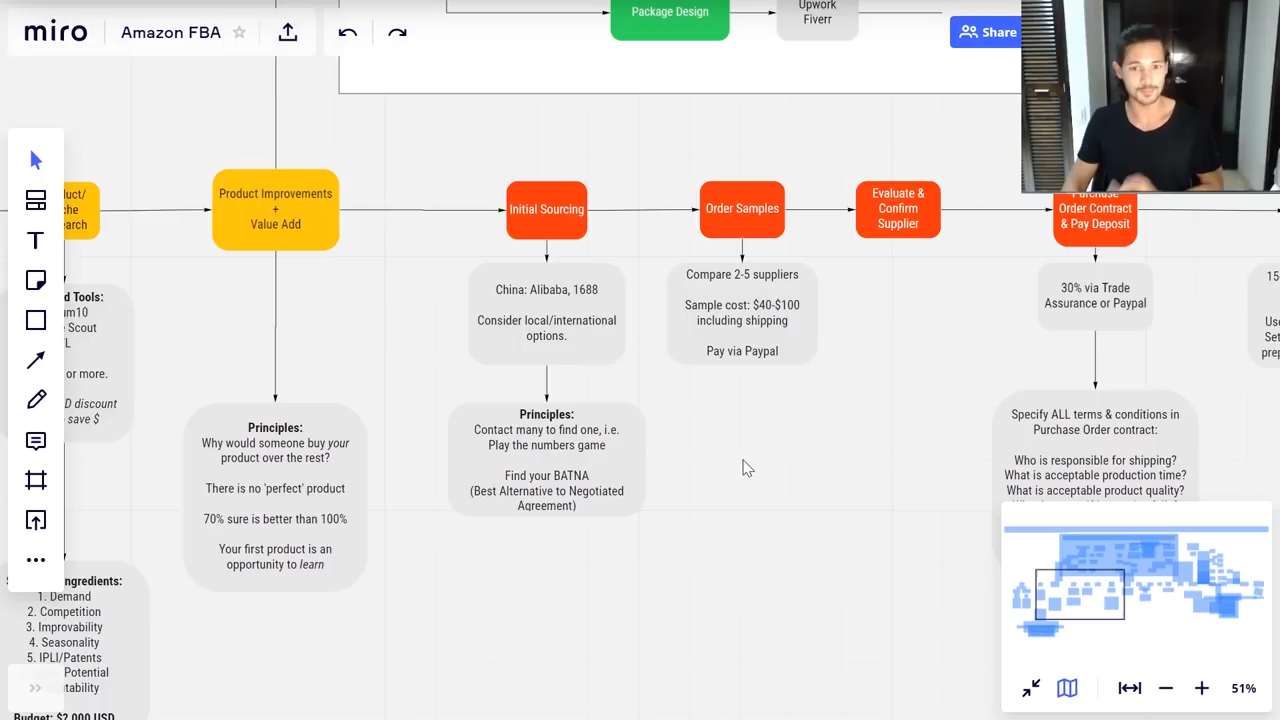 miro
Amazon FBA
Share
Package Design
Upwork
Fiverr
Product Improvements
+
Value Add
Initial Sourcing
Order Samples
Evaluate &
Confirm
Supplier
Purchase
Order Contract
& Pay Deposit
China: Alibaba, 1688
Consider local/international
options.
Compare 2-5 suppliers
Sample cost: $40-$100
including shipping
Pay via Paypal
30% via Trade
Assurance or Paypal
15
Tools:
or more.
discount
save $
Principles:
Why would someone buy your
product over the rest?
There is no 'perfect' product
70% sure is better than 100%
Your first product is an
opportunity to learn
Principles:
Contact many to find one, i.e.
Play the numbers game
Find your BATNA
(Best Alternative to Negotiated
Agreement)
Specify ALL terms & conditions in
Purchase Order contract:
Who is responsible for shipping?
What is acceptable production time?
What is acceptable product quality?
ingredients:
1. Demand
2. Competition
3. Improvability
4. Seasonality
5. IPLI/Patents
Potential
Budget: $2,000 USD
51%